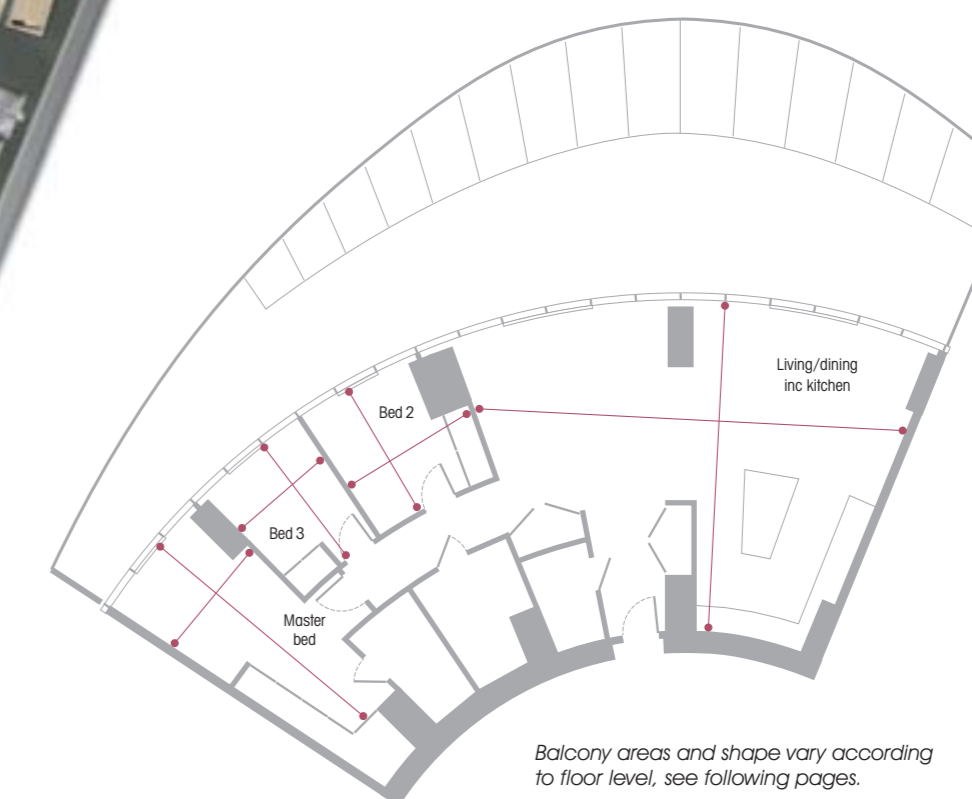 Living/dining
inc kitchen
Bed 2
Bed 3
Master
bed
Balcony areas and shape vary according
to floor level, see following pages.